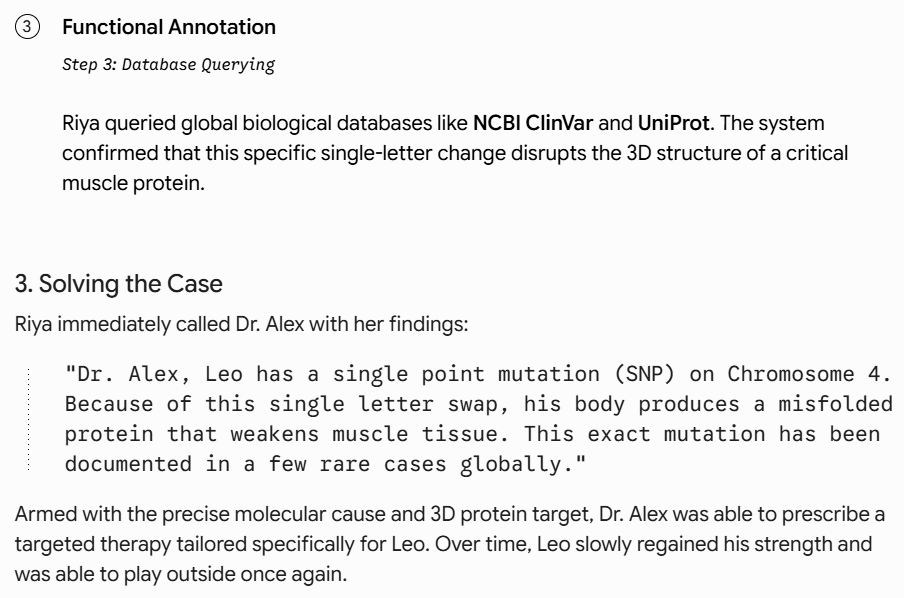 3 Functional Annotation
Step 3: Database Querying
Riya queried global biological databases like NCBI ClinVar and UniProt. The system
confirmed that this specific single-letter change disrupts the 3D structure of a critical
muscle protein.
3. Solving the Case
Riya immediately called Dr. Alex with her findings:
"Dr. Alex, Leo has a single point mutation (SNP) on Chromosome 4.
Because of this single letter swap, his body produces a misfolded
protein that weakens muscle tissue. This exact mutation has been
documented in a few rare cases globally."
Armed with the precise molecular cause and 3D protein target, Dr. Alex was able to prescribe a
targeted therapy tailored specifically for Leo. Over time, Leo slowly regained his strength and
was able to play outside once again.